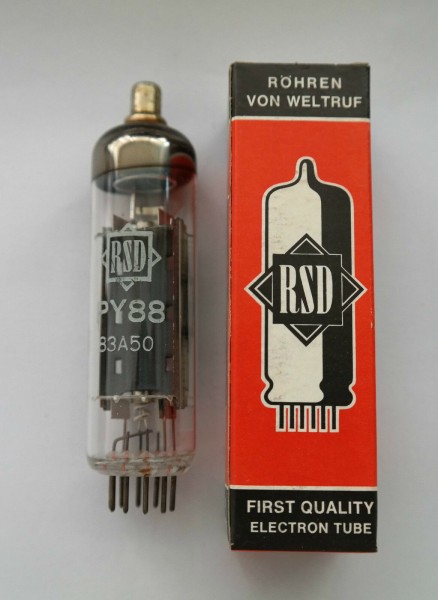 RSD
PY88
83A50
RÖHREN
VON WELTRUF
RSD
FIRST QUALITY
ELECTRON TUBE